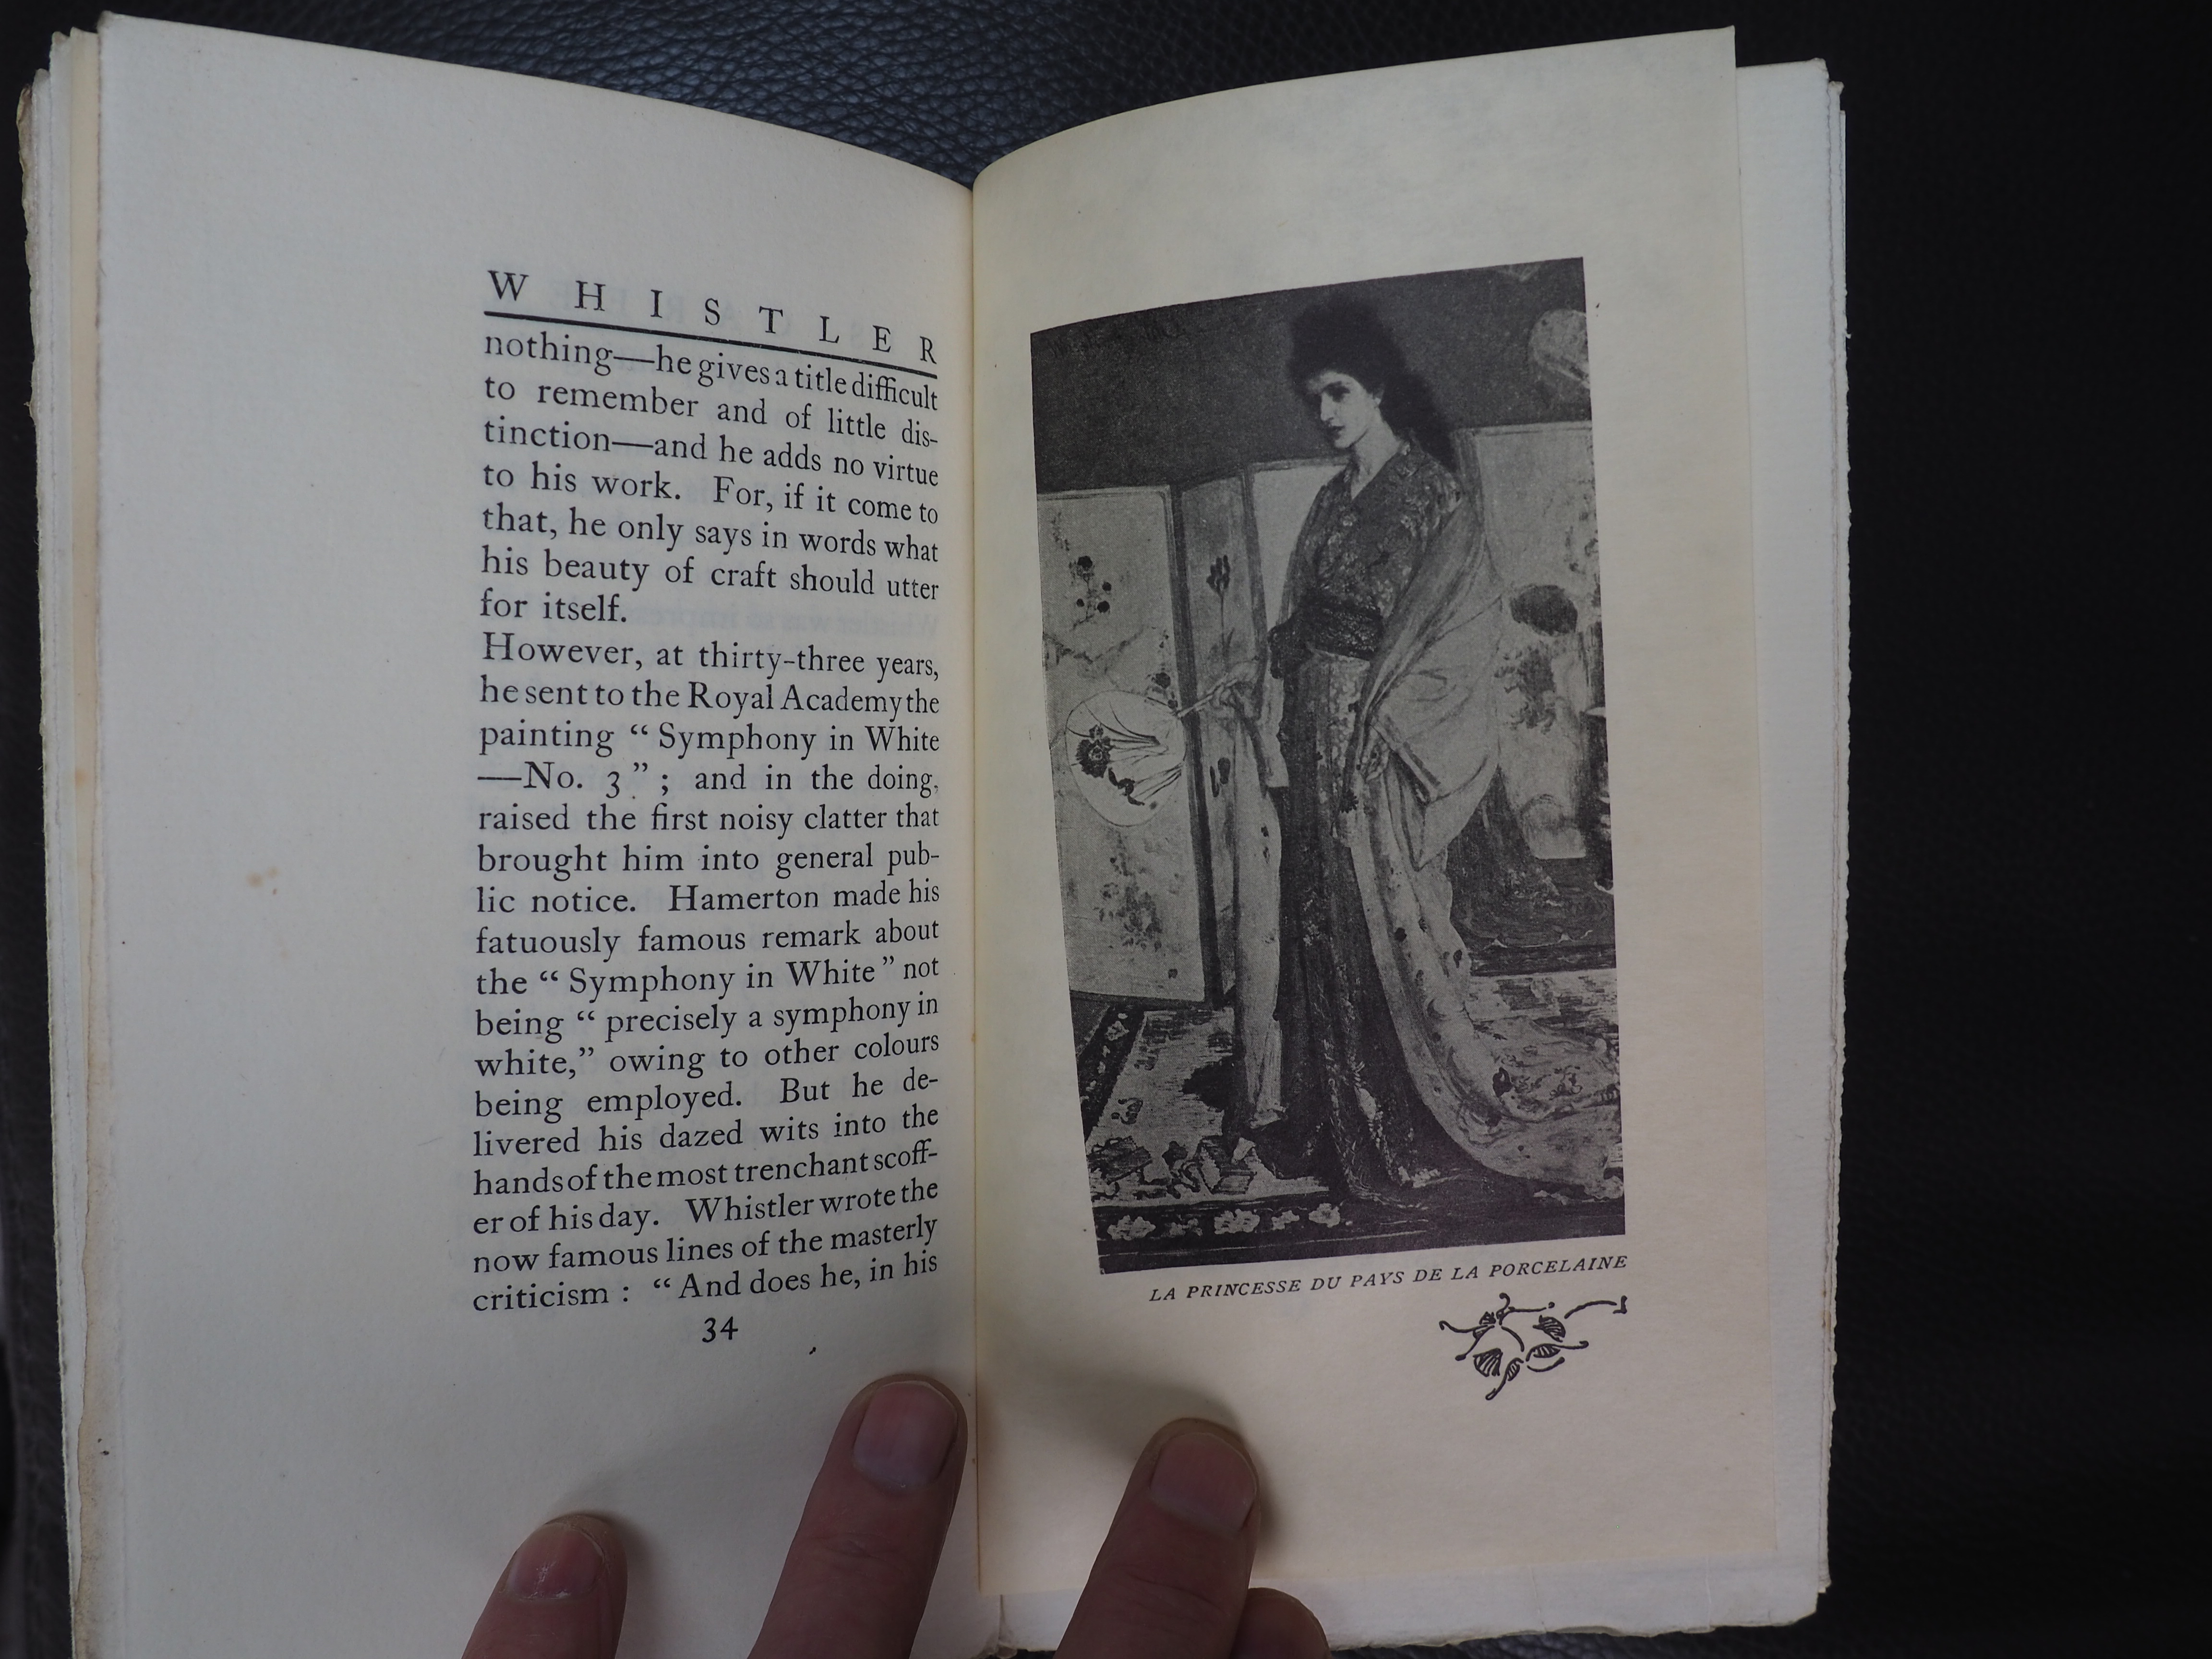 WHISTLER
nothing—he gives a title difficult
to remember and of little dis-
tinction—and he adds no virtue
to his work. For, if it come to
that, he only says in words what
his beauty of craft should utter
for itself.
However, at thirty-three years,
he sent to the Royal Academy the
painting “Symphony in White
—No. 3”; and in the doing,
raised the first noisy clatter that
brought him into general pub-
lic notice. Hamerton made his
fatuously famous remark about
the “Symphony in White” not
being “precisely a symphony in
white,” owing to other colours
being employed. But he de-
livered his dazed wits into the
hands of the most trenchant scoff-
er of his day. Whistler wrote the
now famous lines of the masterly
criticism: “And does he, in his
34
LA PRINCESSE DU PAYS DE LA PORCELAINE